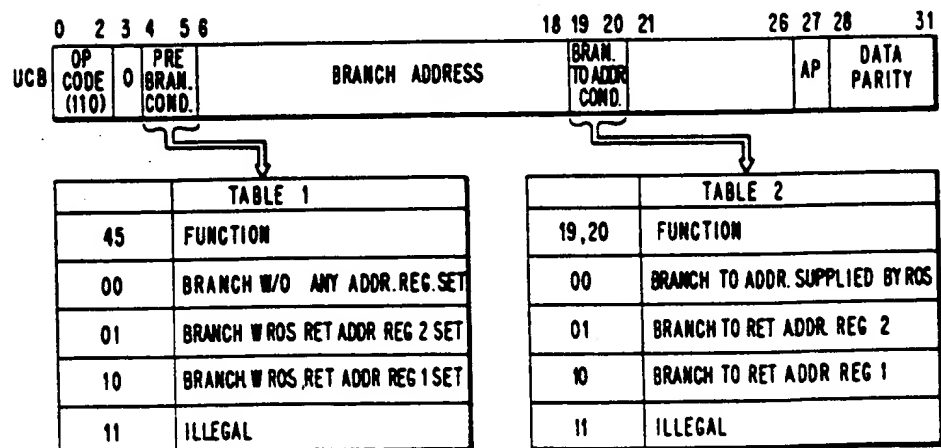 0 2 3 4 5 6 18 19 20 21 26 27 28 31
UCB
OP CODE (110)
0
PRE BRAN. COND.
BRANCH ADDRESS
BRAN. TO ADDR COND.
AP
DATA PARITY
TABLE 1
45 FUNCTION
00 BRANCH W/O ANY ADDR.REG.SET
01 BRANCH W ROS RET ADDR REG 2 SET
10 BRANCH W ROS,RET ADDR REG 1 SET
11 ILLEGAL
TABLE 2
19,20 FUNCTION
00 BRANCH TO ADDR. SUPPLIED BY ROS
01 BRANCH TO RET ADDR. REG 2
10 BRANCH TO RET ADDR REG 1
11 ILLEGAL